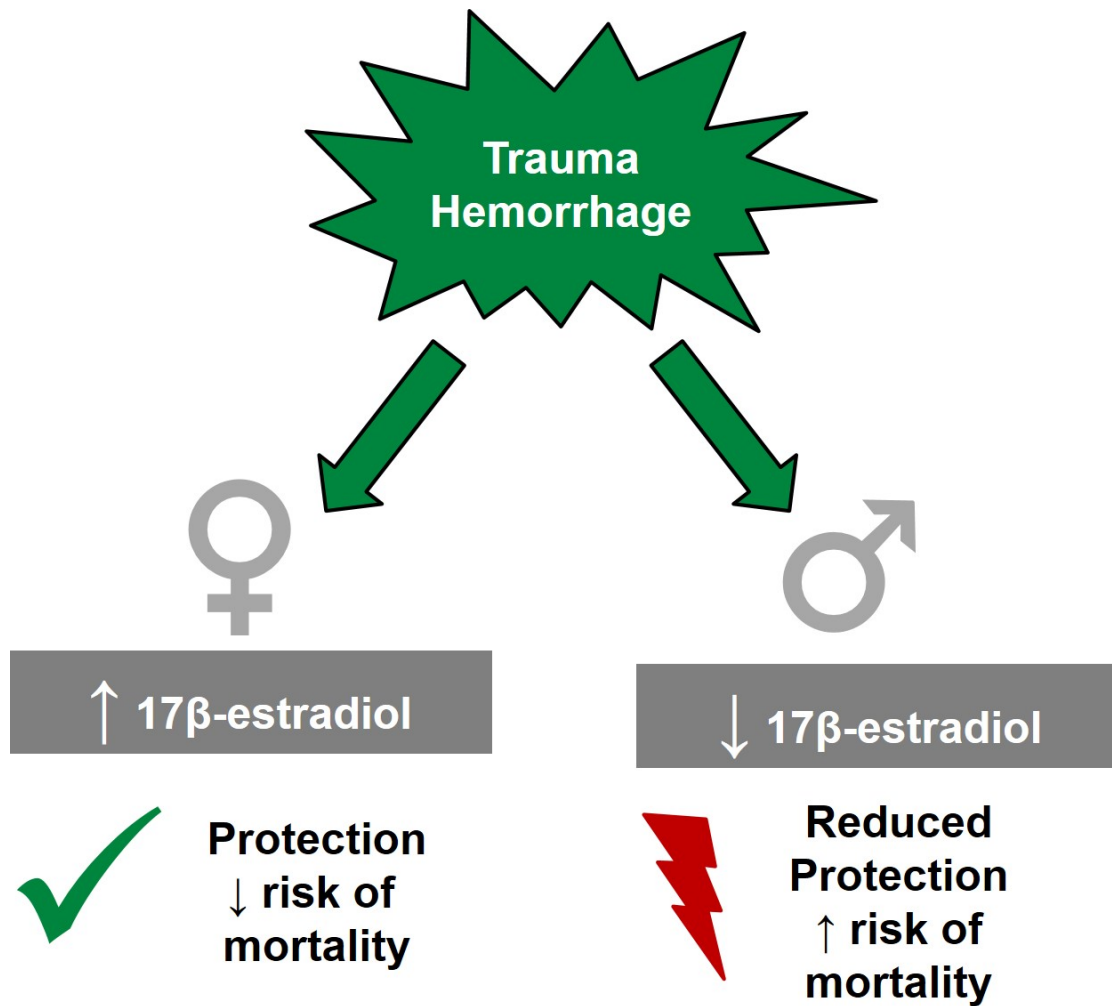 Trauma
Hemorrhage
↑ 17β-estradiol
↓ 17β-estradiol
Protection
↓ risk of
mortality
Reduced
Protection
↑ risk of
mortality